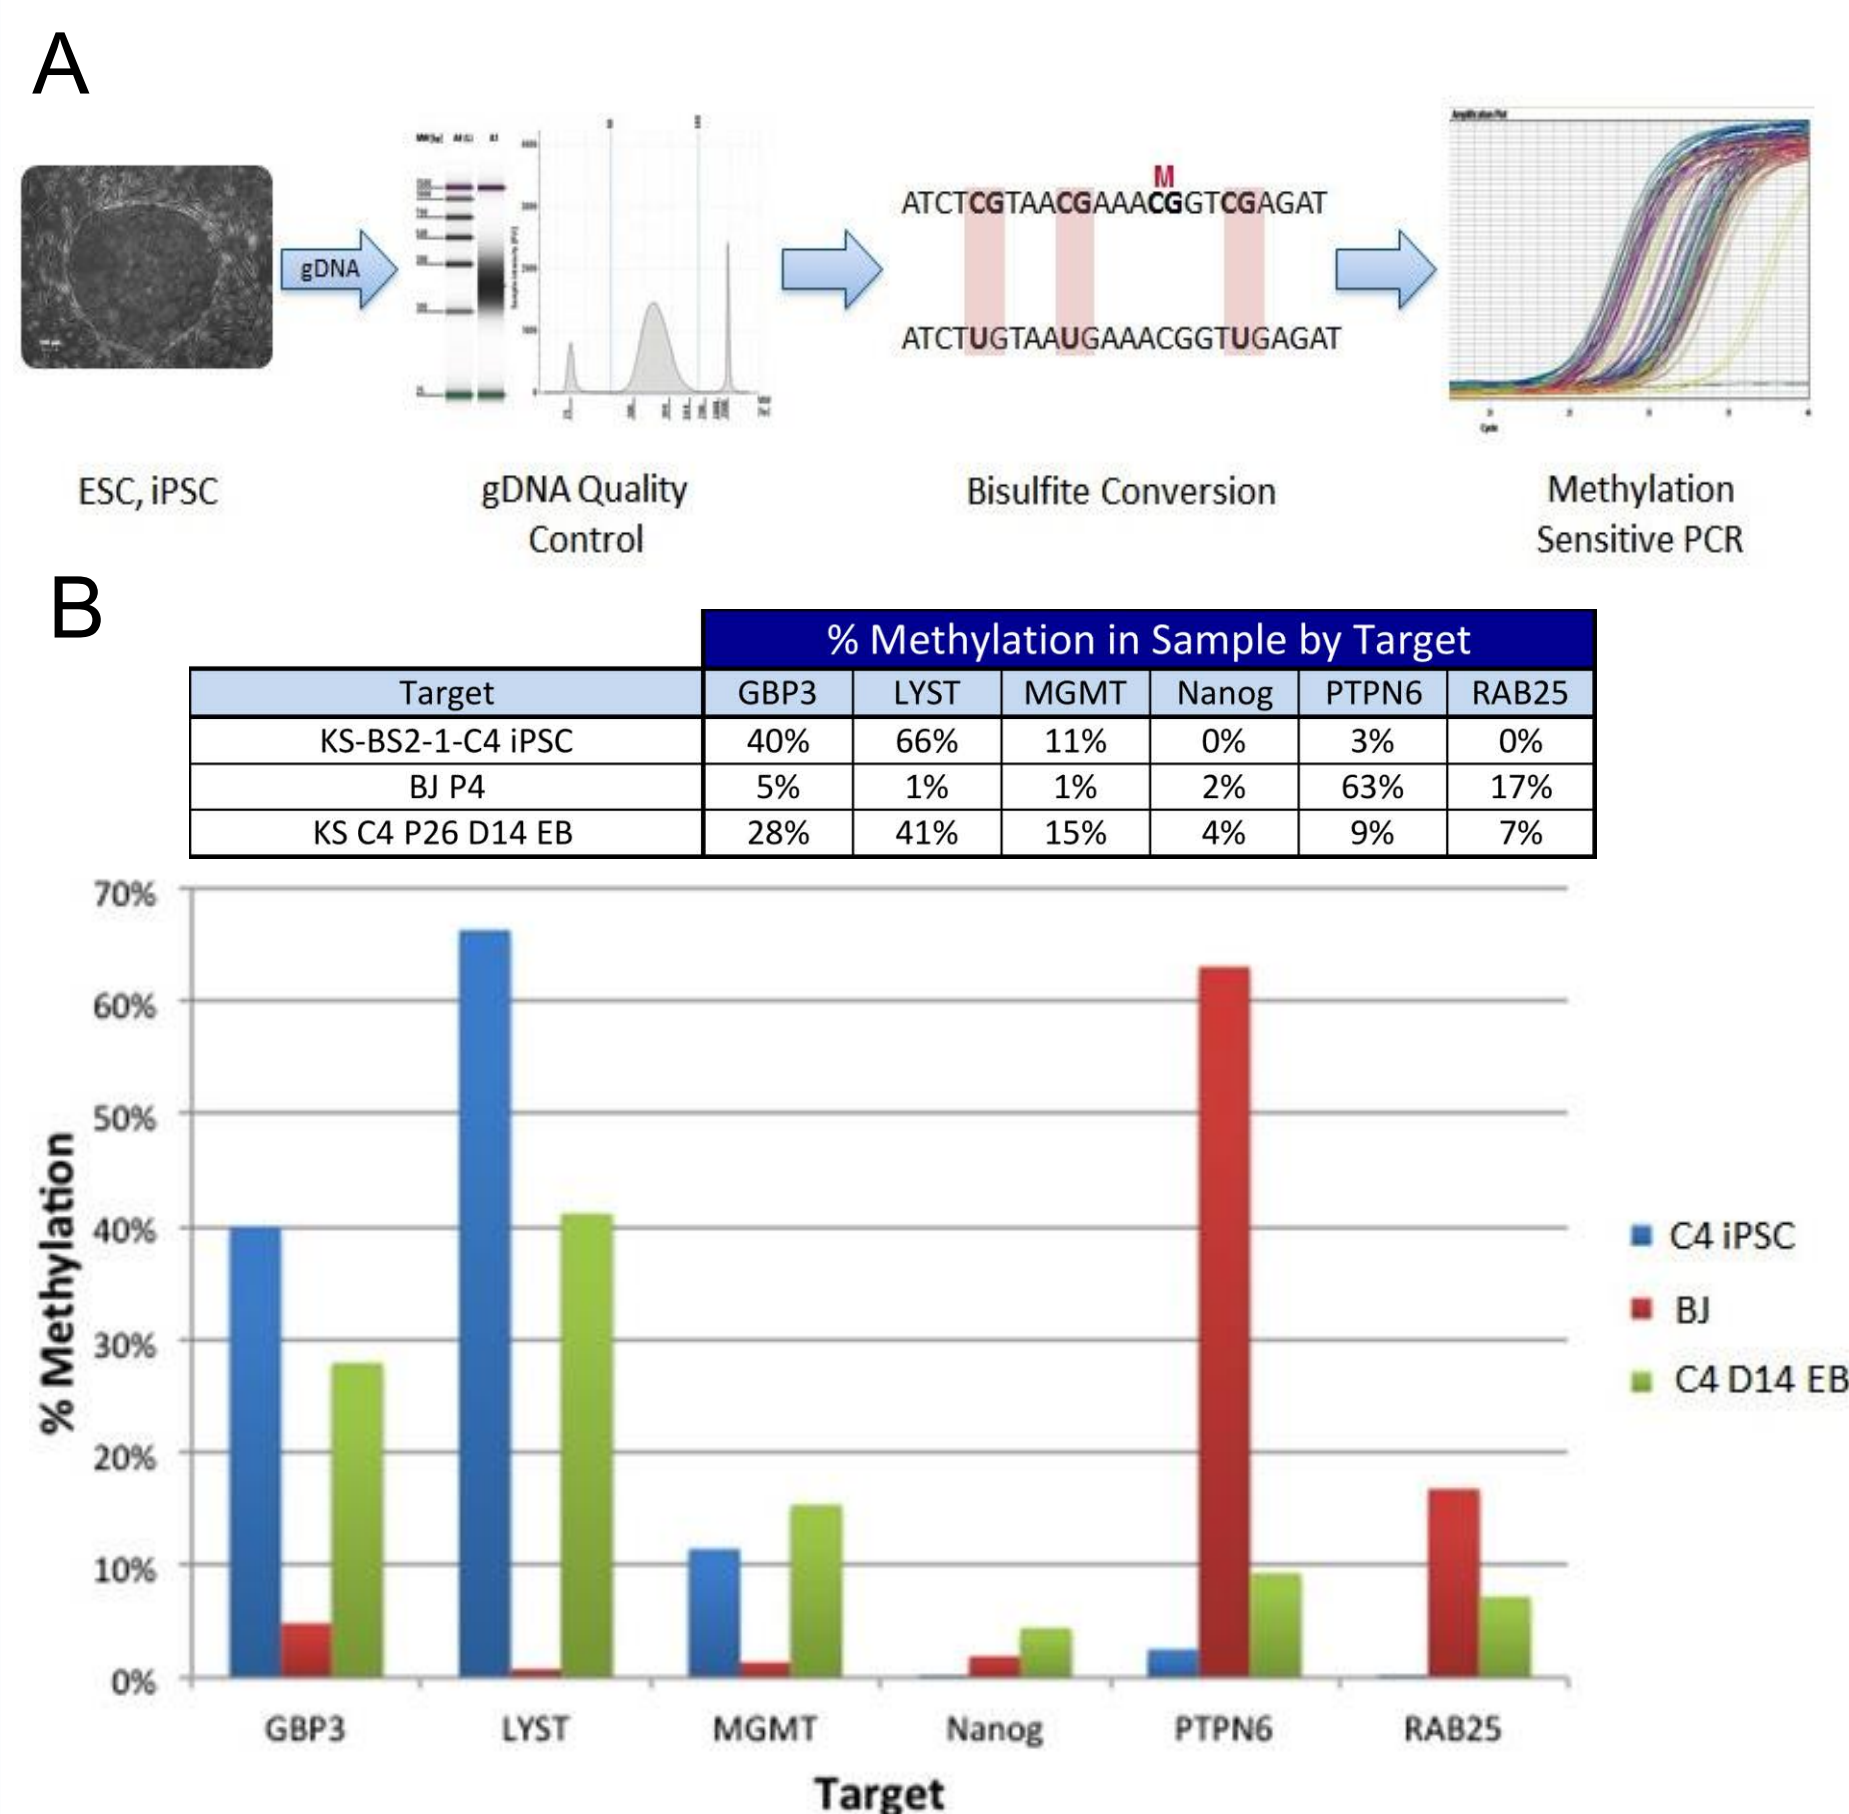 A
M
ATCTCGTAACGAAACGGTCGAGAT
gDNA
ATCTUGTAAUGAAACGGTUGAGAT
Amplification Plot
Cycle
ESC, iPSC
gDNA Quality
Control
Bisulfite Conversion
Methylation
Sensitive PCR
B
% Methylation in Sample by Target
Target GBP3 LYST MGMT Nanog PTPN6 RAB25
KS-BS2-1-C4 iPSC 40% 66% 11% 0% 3% 0%
BJ P4 5% 1% 1% 2% 63% 17%
KS C4 P26 D14 EB 28% 41% 15% 4% 9% 7%
% Methylation
70%
60%
50%
40%
30%
20%
10%
0%
GBP3 LYST MGMT Nanog PTPN6 RAB25
Target
C4 iPSC
BJ
C4 D14 EB